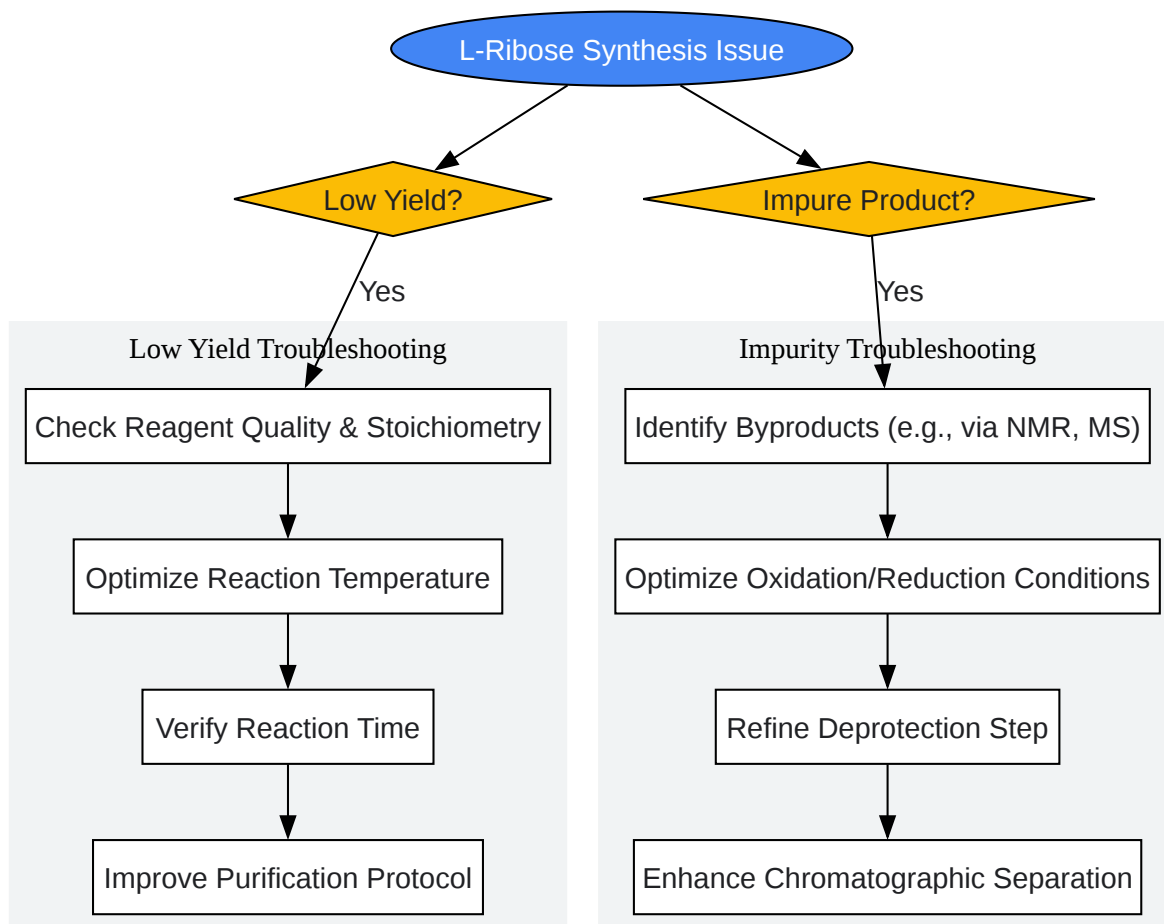 L-Ribose Synthesis Issue
Low Yield?
Impure Product?
Yes
Yes
Low Yield Troubleshooting
Impurity Troubleshooting
Check Reagent Quality & Stoichiometry
Identify Byproducts (e.g., via NMR, MS)
Optimize Reaction Temperature
Optimize Oxidation/Reduction Conditions
Verify Reaction Time
Refine Deprotection Step
Improve Purification Protocol
Enhance Chromatographic Separation